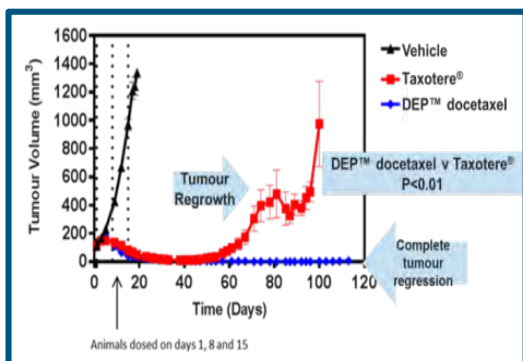 1600
1400
1200
1000
800
600
400
200
0
Tumour Volume (mm³)
0 20 40 60 80 100 120
Time (Days)
Vehicle
Taxotere®
DEP™ docetaxel
Tumour
Regrowth
DEP™ docetaxel v Taxotere®
P<0.01
Complete
tumour
regression
Animals dosed on days 1, 8 and 15